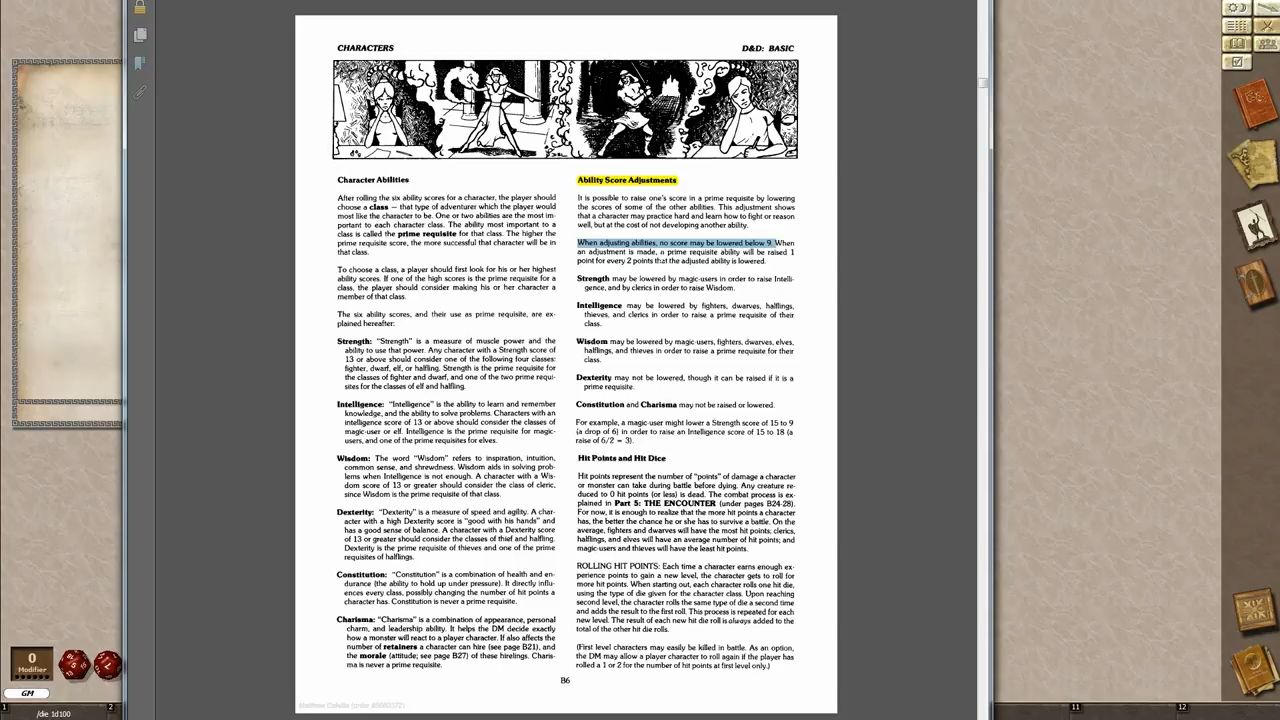 CHARACTERS
D&D: BASIC
Character Abilities
After rolling the six ability scores for a character, the player should
choose a class — that type of adventurer which the player would
most like the character to be. One or two abilities are the most im-
portant to each character class. The ability most important to a
class is called the prime requisite for that class. The higher the
prime requisite score, the more successful that character will be in
that class.
To choose a class, a player should first look for his or her highest
ability scores. If one of the high scores is the prime requisite for a
class, the player should consider making his or her character a
member of that class.
The six ability scores, and their use as prime requisite, are ex-
plained hereafter:
Strength: "Strength" is a measure of muscle power and the
ability to use that power. Any character with a Strength score of
13 or above should consider one of the following four classes:
fighter, dwarf, elf, or halfling. Strength is the prime requisite for
the classes of fighter and dwarf, and one of the two prime requi-
sites for the classes of elf and halfling.
Intelligence: "Intelligence" is the ability to learn and remember
knowledge, and the ability to solve problems. Characters with an
intelligence score of 13 or above should consider the classes of
magic-user or elf. Intelligence is the prime requisite for magic-
users, and one of the prime requisites for elves.
Wisdom: The word "Wisdom" refers to inspiration, intuition,
common sense, and shrewdness. Wisdom aids in solving prob-
lems when Intelligence is not enough. A character with a Wis-
dom score of 13 or greater should consider the class of cleric,
since Wisdom is the prime requisite of that class.
Dexterity: "Dexterity" is a measure of speed and agility. A char-
acter with a high Dexterity score is "good with his hands" and
has a good sense of balance. A character with a Dexterity score
of 13 or greater should consider the classes of thief and halfling.
Dexterity is the prime requisite of thieves and one of the prime
requisites of halflings.
Constitution: "Constitution" is a combination of health and en-
durance (the ability to hold up under pressure). It directly influ-
ences every class, possibly changing the number of hit points a
character has. Constitution is never a prime requisite.
Charisma: "Charisma" is a combination of appearance, personal
charm, and leadership ability. It helps the DM decide exactly
how a monster will react to a player character. It also affects the
number of retainers a character can hire (see page B21), and
the morale (attitude; see page B27) of these hirelings. Charis-
ma is never a prime requisite.
Ability Score Adjustments
It is possible to raise one's score in a prime requisite by lowering
the scores of some of the other abilities. This adjustment shows
that a character may practice hard and learn how to fight or reason
well, but at the cost of not developing another ability.
When adjusting abilities, no score may be lowered below 9. When
an adjustment is made, a prime requisite ability will be raised 1
point for every 2 points that the adjusted ability is lowered.
Strength may be lowered by magic-users in order to raise Intelli-
gence, and by clerics in order to raise Wisdom.
Intelligence may be lowered by fighters, dwarves, halflings,
thieves, and clerics in order to raise a prime requisite of their
class.
Wisdom may be lowered by magic-users, fighters, dwarves, elves,
halflings, and thieves in order to raise a prime requisite for their
class.
Dexterity may not be lowered, though it can be raised if it is a
prime requisite.
Constitution and Charisma may not be raised or lowered.
For example, a magic-user might lower a Strength score of 15 to 9
(a drop of 6) in order to raise an Intelligence score of 15 to 18 (a
raise of 6/2 = 3).
Hit Points and Hit Dice
Hit points represent the number of "points" of damage a character
or monster can take during battle before dying. Any creature re-
duced to 0 hit points (or less) is dead. The combat process is ex-
plained in Part 5: THE ENCOUNTER (under pages B24-28).
For now, it is enough to realize that the more hit points a character
has, the better the chance he or she has to survive a battle. On the
average, fighters and dwarves will have the most hit points; clerics,
halflings, and elves will have an average number of hit points; and
magic-users and thieves will have the least hit points.
ROLLING HIT POINTS: Each time a character earns enough ex-
perience points to gain a new level, the character gets to roll for
more hit points. When starting out, each character rolls one hit die,
using the type of die given for the character class. Upon reaching
second level, the character rolls the same type of die a second time
and adds the result to the first roll. This process is repeated for each
new level. The result of each new hit die roll is always added to the
total of the other hit die rolls.
(First level characters may easily be killed in battle. As an option,
the DM may allow a player character to roll again if the player has
rolled a 1 or 2 for the number of hit points at first level only.)
B6
0
Modifier
GM
1
2
11
12
/die 1d100